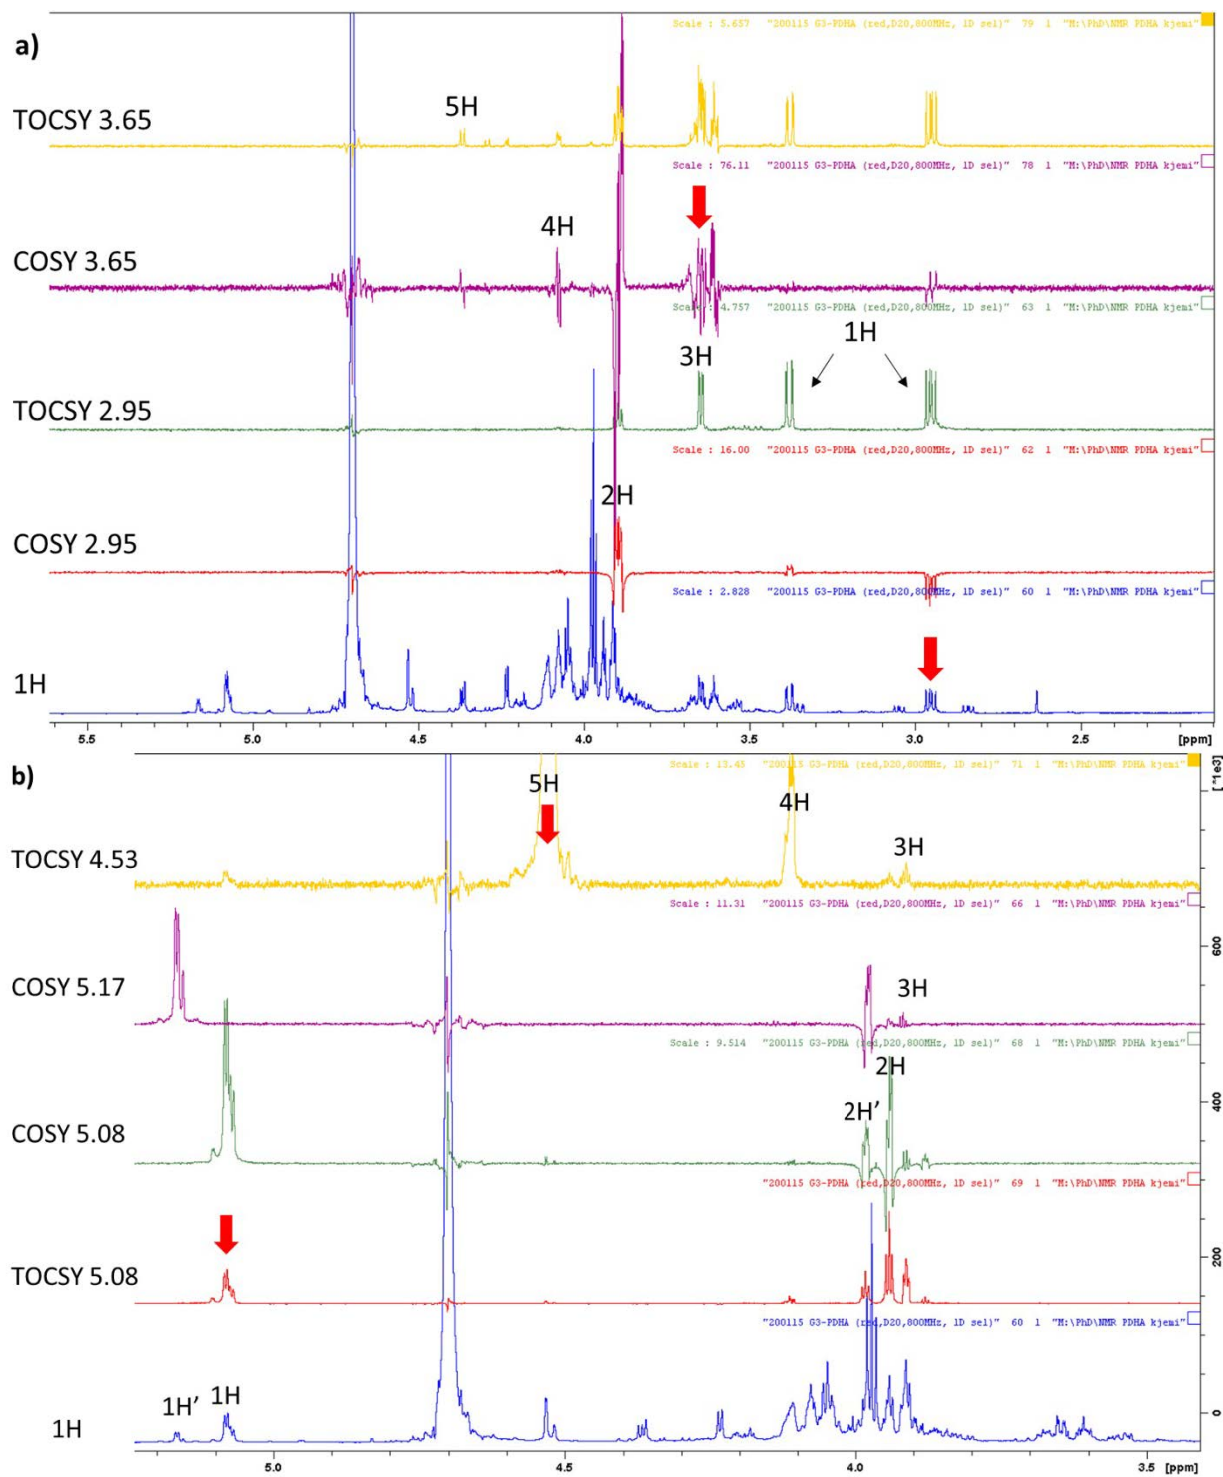 a)
Scale : 5.657 "200115 G3-PDHA (red,D2O,800MHz, 1D sel)" 79 1 "M:\PhD\NMR PDHA kjemi"
TOCSY 3.65
5H
Scale : 76.11 "200115 G3-PDHA (red,D2O,800MHz, 1D sel)" 78 1 "M:\PhD\NMR PDHA kjemi"
4H
COSY 3.65
Scale : 4.757 "200115 G3-PDHA (red,D2O,800MHz, 1D sel)" 63 1 "M:\PhD\NMR PDHA kjemi"
1H
3H
TOCSY 2.95
Scale : 16.00 "200115 G3-PDHA (red,D2O,800MHz, 1D sel)" 62 1 "M:\PhD\NMR PDHA kjemi"
2H
COSY 2.95
Scale : 2.828 "200115 G3-PDHA (red,D2O,800MHz, 1D sel)" 60 1 "M:\PhD\NMR PDHA kjemi"
1H
5.5 5.0 4.5 4.0 3.5 3.0 2.5 [ppm]
b)
Scale : 13.45 "200115 G3-PDHA (red,D2O,800MHz, 1D sel)" 71 1 "M:\PhD\NMR PDHA kjemi"
[*1e3]
5H
4H
3H
TOCSY 4.53
Scale : 11.31 "200115 G3-PDHA (red,D2O,800MHz, 1D sel)" 66 1 "M:\PhD\NMR PDHA kjemi"
600
COSY 5.17
3H
Scale : 9.514 "200115 G3-PDHA (red,D2O,800MHz, 1D sel)" 68 1 "M:\PhD\NMR PDHA kjemi"
2H
400
2H'
COSY 5.08
"200115 G3-PDHA (red,D2O,800MHz, 1D sel)" 69 1 "M:\PhD\NMR PDHA kjemi"
200
TOCSY 5.08
"200115 G3-PDHA (red,D2O,800MHz, 1D sel)" 60 1 "M:\PhD\NMR PDHA kjemi"
1H'
1H
0
1H
5.0 4.5 4.0 3.5 [ppm]